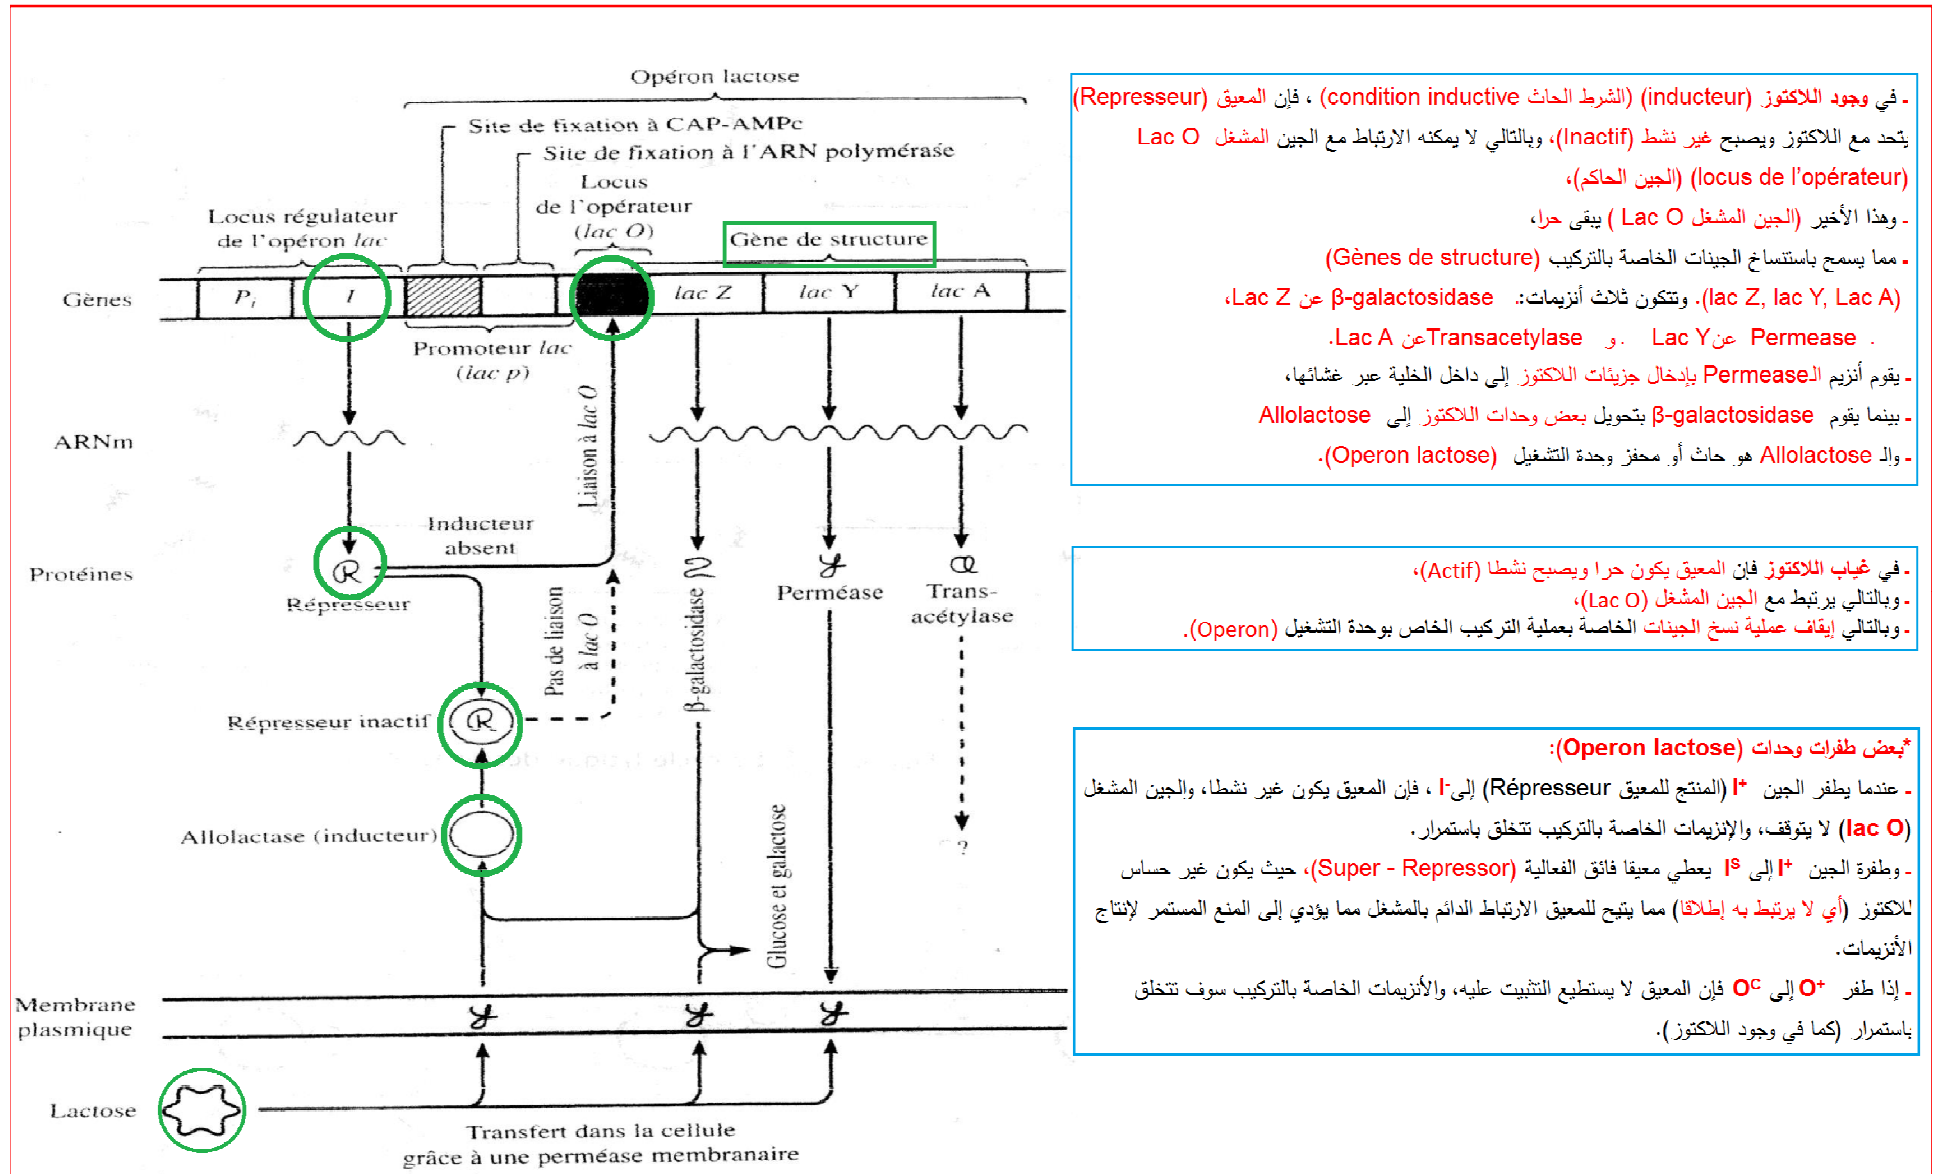 Opéron lactose
Site de fixation à CAP-AMPc
Site de fixation à l'ARN polymérase
Locus
de l'opérateur
(lac O)
Locus régulateur
de l'opéron lac
Gène de structure
Gènes
Pi I lac Z lac Y lac A
Promoteur lac
(lac p)
ARNm
Liaison à lac O
Inducteur
absent
Protéines
R
Répresseur
Pas de liaison
à lac O
β-galactosidase
Perméase
Trans-
acétylase
Répresseur inactif
R
Allolactase (inducteur)
?
Glucose et galactose
Membrane
plasmique
y y y
Lactose
Transfert dans la cellule
grâce à une perméase membranaire
- في وجود اللاكتوز (inducteur) (الشرط الحاث condition inductive) ، فإن المعيق (Represseur)
يتحد مع اللاكتوز ويصبح غير نشط (Inactif)، وبالتالي لا يمكنه الارتباط مع الجين المشغل Lac O
(locus de l'opérateur) (الجين الحاكم)،
- وهذا الأخير (الجين المشغل Lac O ) يبقى حرا،
- مما يسمح باستنساخ الجينات الخاصة بالتركيب (Gènes de structure)
(lac Z, lac Y, Lac A). وتتكون ثلاث أنزيمات:. β-galactosidase عن Lac Z،
. Permease عن Lac Y . و Transacetylase عن Lac A.
- يقوم أنزيم الـPermease بإدخال جزيئات اللاكتوز إلى داخل الخلية عبر غشائها،
- بينما يقوم β-galactosidase بتحويل بعض وحدات اللاكتوز إلى Allolactose
- والـ Allolactose هو حاث أو محفز وحدة التشغيل (Operon lactose).
- في غياب اللاكتوز فإن المعيق يكون حرا ويصبح نشطا (Actif)،
- وبالتالي يرتبط مع الجين المشغل (Lac O)،
- وبالتالي إيقاف عملية نسخ الجينات الخاصة بعملية التركيب الخاص بوحدة التشغيل (Operon).
*بعض طفرات وحدات (Operon lactose):
- عندما يطفر الجين I⁺ (المنتج للمعيق Répresseur) إلى I⁻ ، فإن المعيق يكون غير نشطا، والجين المشغل
(lac O) لا يتوقف، والإنزيمات الخاصة بالتركيب تتخلق باستمرار.
- وطفرة الجين I⁺ إلى Iˢ يعطي معيقا فائق الفعالية (Super - Repressor)، حيث يكون غير حساس
للاكتوز (أي لا يرتبط به إطلاقا) مما يتيح للمعيق الارتباط الدائم بالمشغل مما يؤدي إلى المنع المستمر لإنتاج
الأنزيمات.
- إذا طفر O⁺ إلى Oᶜ فإن المعيق لا يستطيع التثبيت عليه، والأنزيمات الخاصة بالتركيب سوف تتخلق
باستمرار (كما في وجود اللاكتوز).